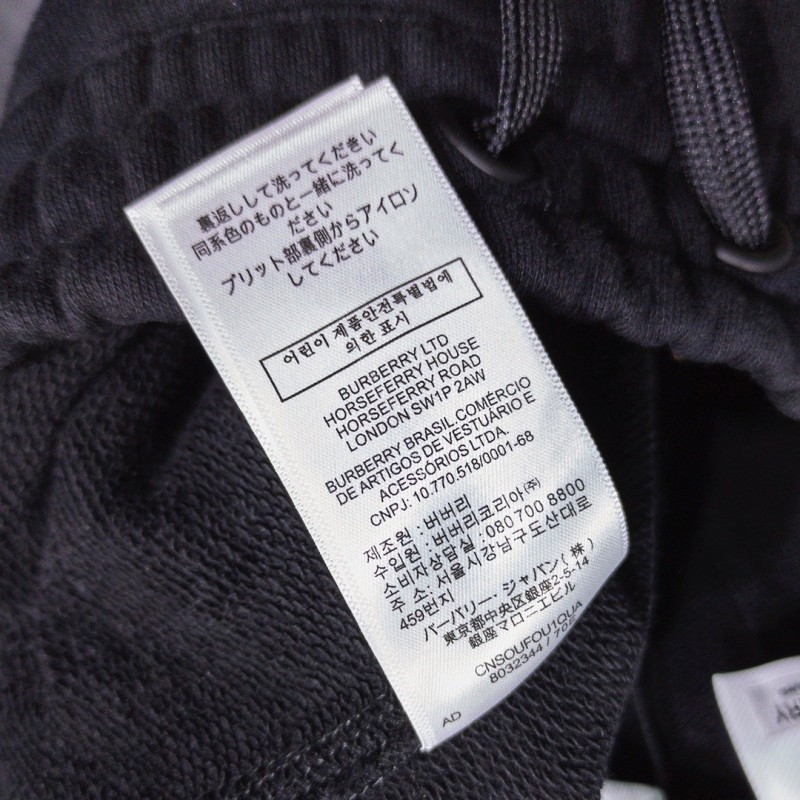 裏返しして洗ってください
同系色のものと一緒に洗ってく
ださい
プリット部裏側からアイロン
してください
어린이제품안전특별법에
의한 표시
BURBERRY LTD
HORSEFERRY HOUSE
HORSEFERRY ROAD
LONDON SW1P 2AW
BURBERRY BRASIL COMÉRCIO
DE ARTIGOS DE VESTUÁRIO E
ACESSÓRIOS LTDA.
CNPJ: 10.770.518/0001-68
제조원 : 버버리
수입원 : 버버리코리아(주)
소비자상담실 : 080 700 8800
주소: 서울시강남구도산대로
459번지
バーバリー・ジャパン(株)
東京都中央区銀座2-5-14
銀座マロニエビル
CNSOUFOU1QUA
8032344 /
AD